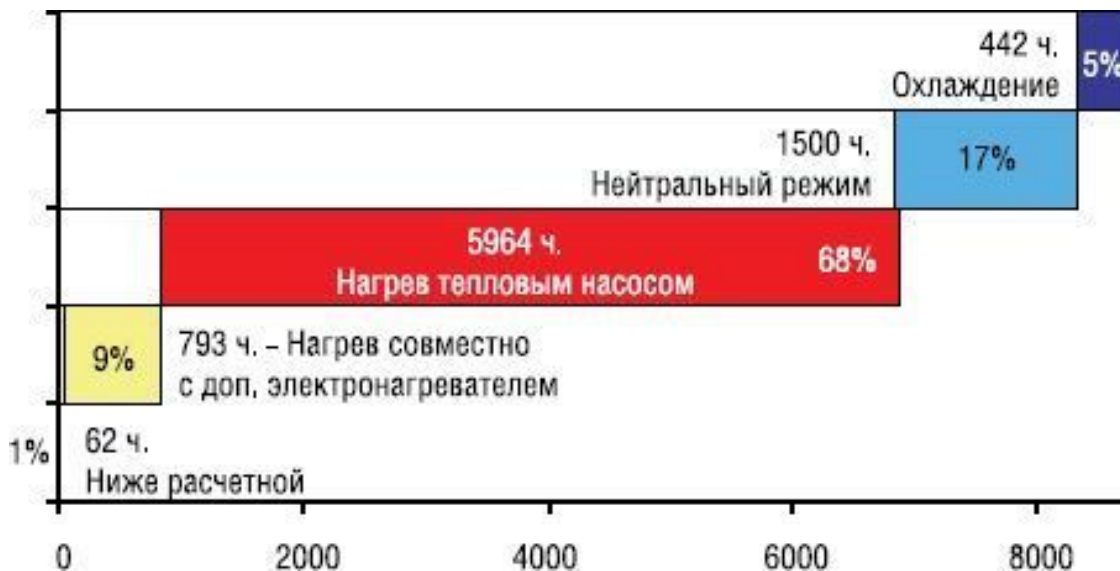 442 ч.
Охлаждение
5%
1500 ч.
Нейтральный режим
17%
5964 ч.
Нагрев тепловым насосом
68%
9%
793 ч. – Нагрев совместно
с доп. электронагревателем
1%
62 ч.
Ниже расчетной
0 2000 4000 6000 8000